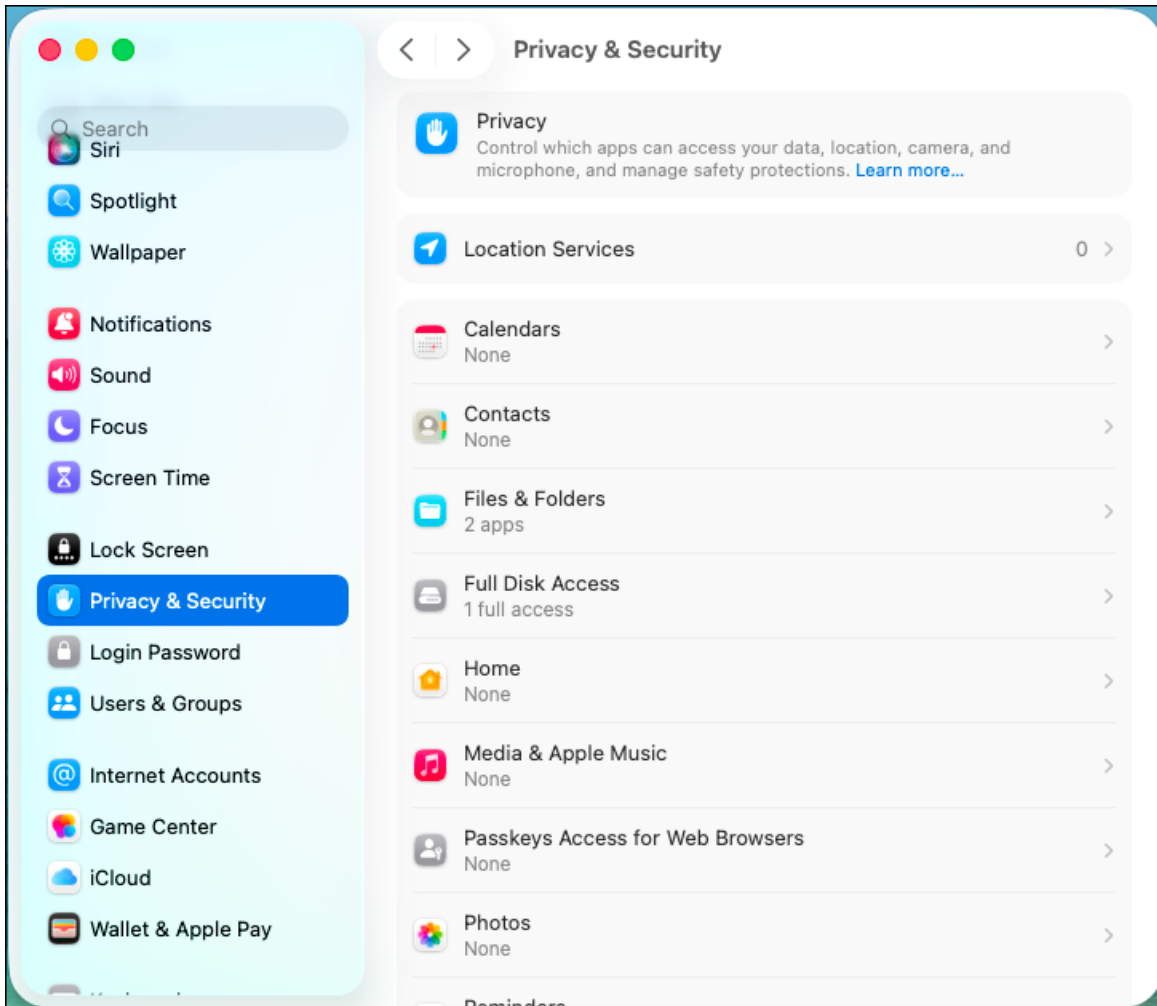 Privacy & Security
Search
Siri
Spotlight
Wallpaper
Notifications
Sound
Focus
Screen Time
Lock Screen
Privacy & Security
Login Password
Users & Groups
Internet Accounts
Game Center
iCloud
Wallet & Apple Pay
Privacy
Control which apps can access your data, location, camera, and
microphone, and manage safety protections. Learn more...
Location Services 0
Calendars
None
Contacts
None
Files & Folders
2 apps
Full Disk Access
1 full access
Home
None
Media & Apple Music
None
Passkeys Access for Web Browsers
None
Photos
None
Reminders